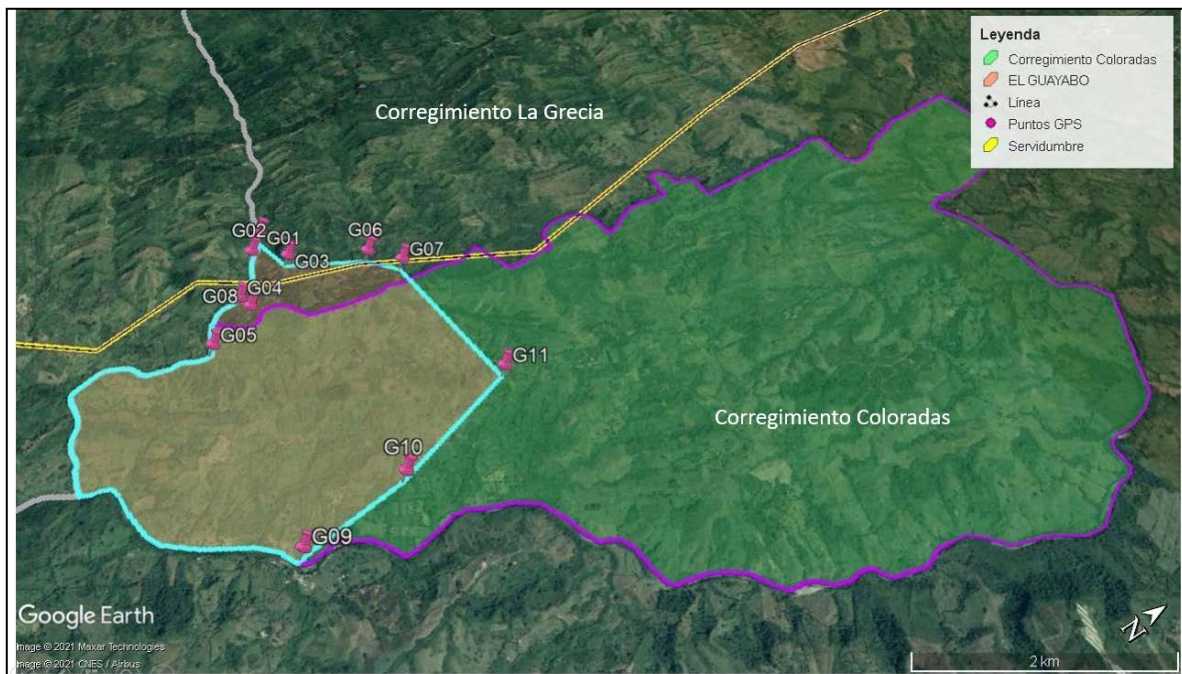 Leyenda
Corregimiento Coloradas
EL GUAYABO
Línea
Puntos GPS
Servidumbre
Corregimiento La Grecia
G02
G01
G06
G07
G03
G08
G04
G05
G11
Corregimiento Coloradas
G10
G09
Google Earth
Image © 2021 Maxar Technologies
Image © 2021 CNES / Airbus
N
2 km